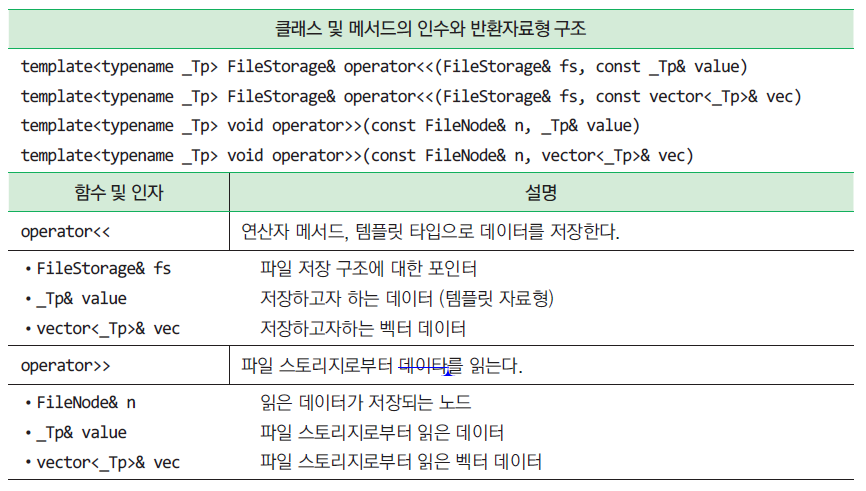 클래스 및 메서드의 인수와 반환자료형 구조
template<typename _Tp> FileStorage& operator<<(FileStorage& fs, const _Tp& value)
template<typename _Tp> FileStorage& operator<<(FileStorage& fs, const vector<_Tp>& vec)
template<typename _Tp> void operator>>(const FileNode& n, _Tp& value)
template<typename _Tp> void operator>>(const FileNode& n, vector<_Tp>& vec)
함수 및 인자 설명
operator<< 연산자 메서드, 템플릿 타입으로 데이터를 저장한다.
• FileStorage& fs 파일 저장 구조에 대한 포인터
• _Tp& value 저장하고자 하는 데이터 (템플릿 자료형)
• vector<_Tp>& vec 저장하고자하는 벡터 데이터
operator>> 파일 스토리지로부터 데이타를 읽는다.
• FileNode& n 읽은 데이터가 저장되는 노드
• _Tp& value 파일 스토리지로부터 읽은 데이터
• vector<_Tp>& vec 파일 스토리지로부터 읽은 벡터 데이터